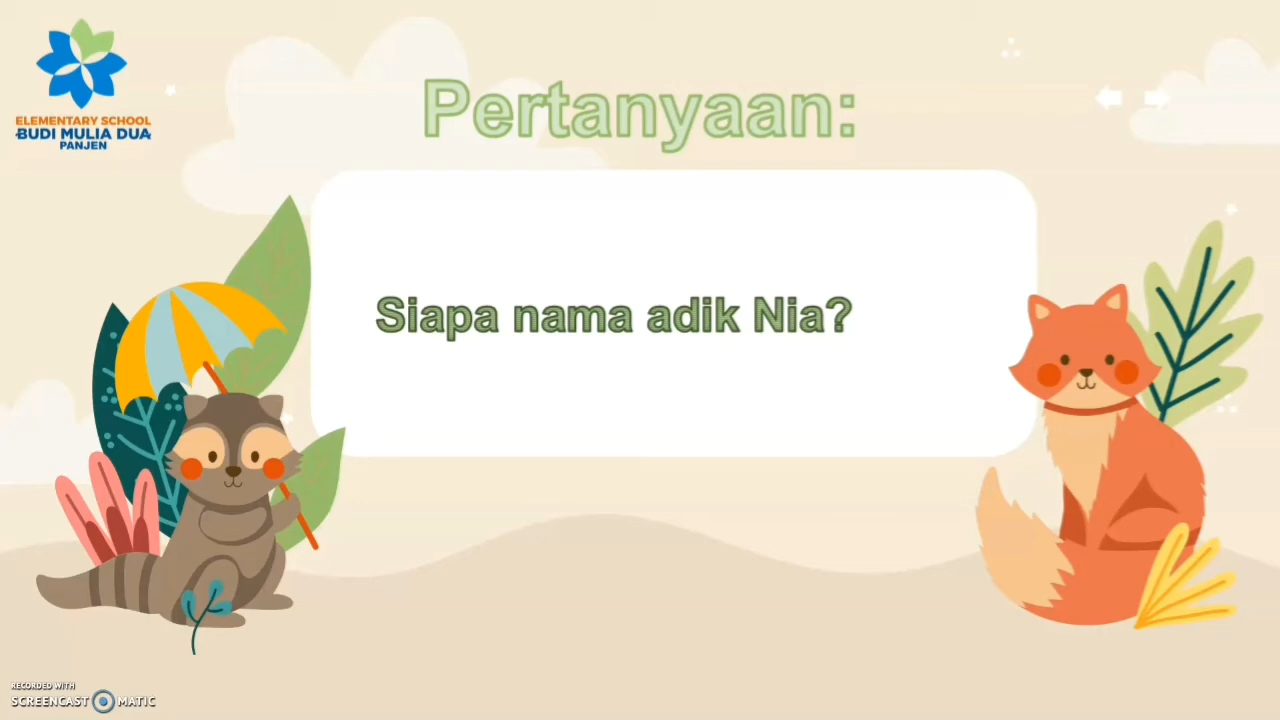 ELEMENTARY SCHOOL
BUDI MULIA DUA
PANJEN
Pertanyaan:
Siapa nama adik Nia?
RECORDED WITH
SCREENCAST MATIC